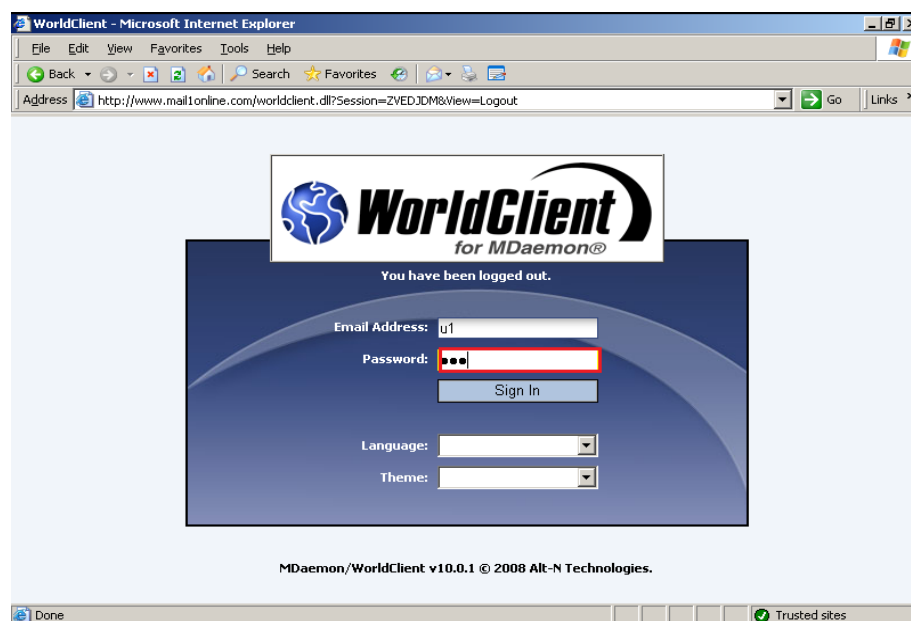 WorldClient - Microsoft Internet Explorer
File Edit View Favorites Tools Help
Back Search Favorites
Address http://www.mail1online.com/worldclient.dll?Session=ZVEDJDM&View=Logout Go Links
WorldClient
for MDaemon®
You have been logged out.
Email Address: u1
Password: •••
Sign In
Language:
Theme:
MDaemon/WorldClient v10.0.1 © 2008 Alt-N Technologies.
Done Trusted sites